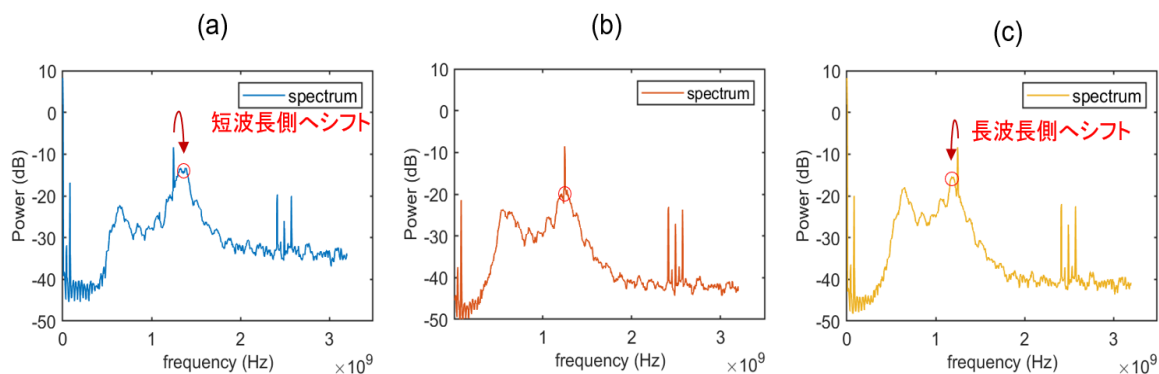 (a)
10
0
-10
-20
-30
-40
-50
Power (dB)
spectrum
短波長側へシフト
0
1
2
3
frequency (Hz)
×10⁹
(b)
10
0
-10
-20
-30
-40
-50
Power (dB)
spectrum
1
2
3
frequency (Hz)
×10⁹
(c)
10
0
-10
-20
-30
-40
-50
Power (dB)
spectrum
長波長側へシフト
0
1
2
3
frequency (Hz)
×10⁹